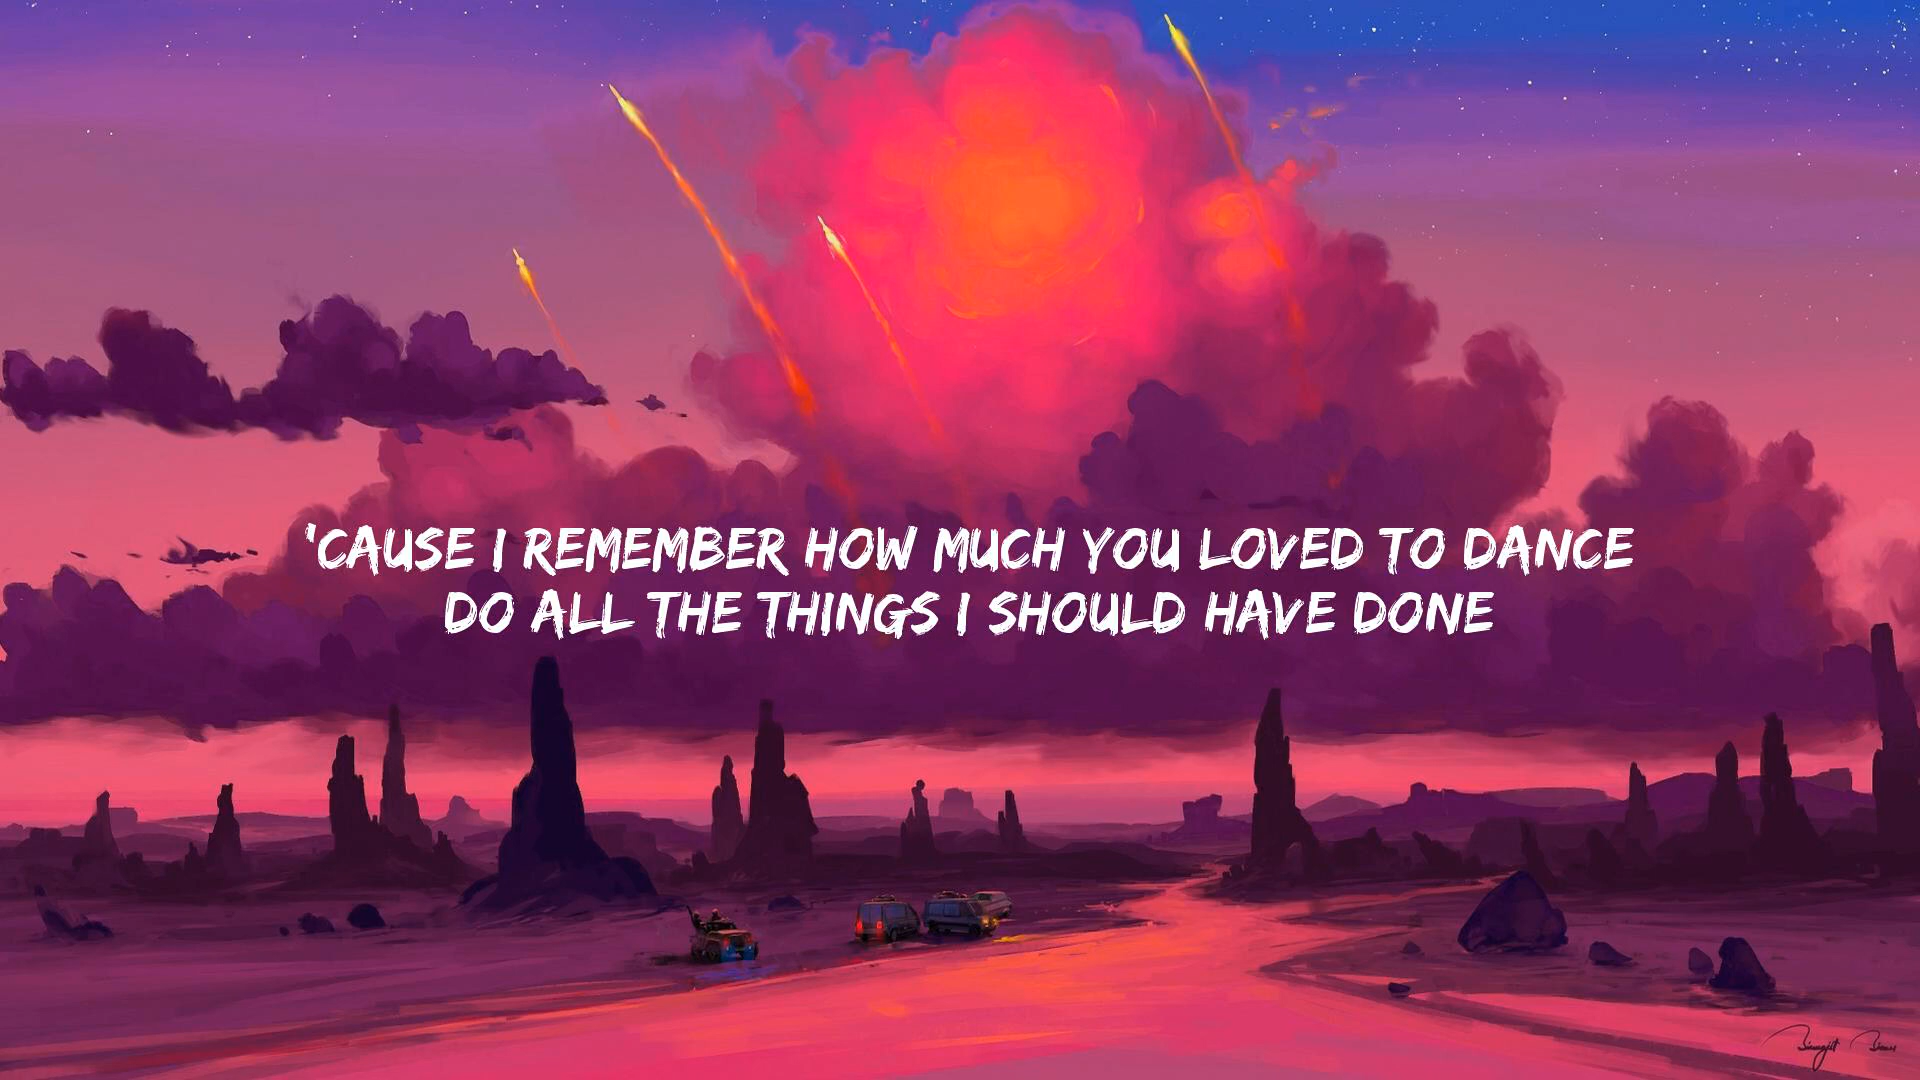 'CAUSE I REMEMBER HOW MUCH YOU LOVED TO DANCE
DO ALL THE THINGS I SHOULD HAVE DONE